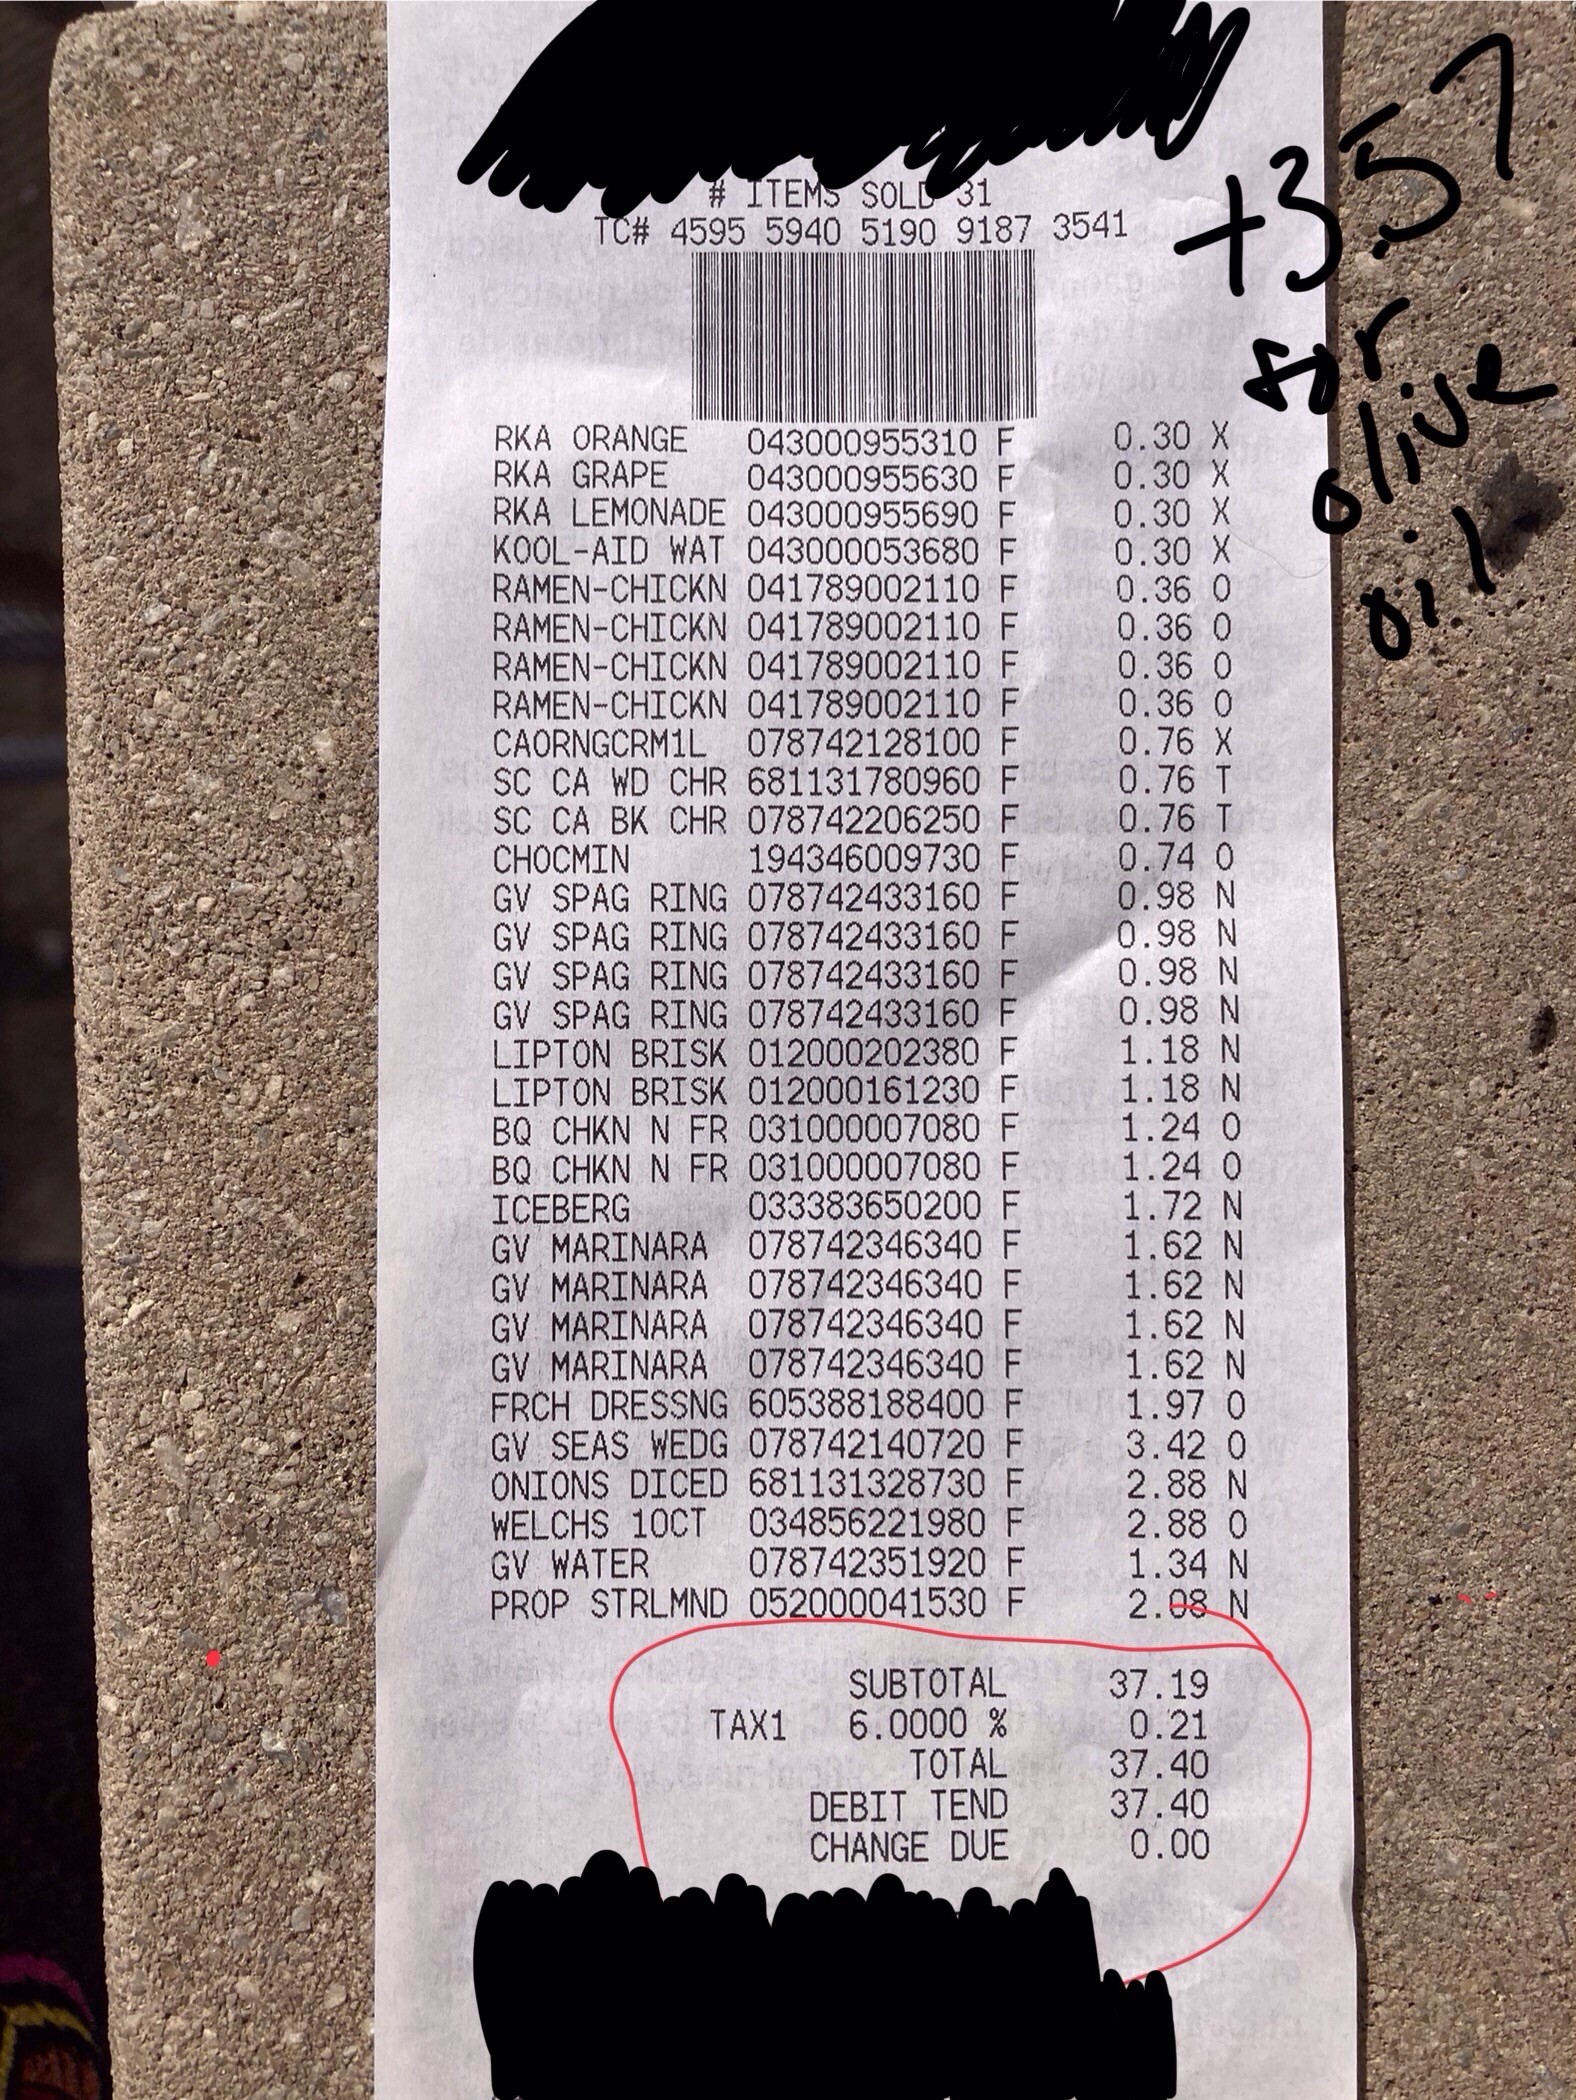 # ITEMS SOLD 31
TC# 4595 5940 5190 9187 3541
+3.57
for
olive
oil
RKA ORANGE 043000955310 F 0.30 X
RKA GRAPE 043000955630 F 0.30 X
RKA LEMONADE 043000955690 F 0.30 X
KOOL-AID WAT 043000053680 F 0.30 X
RAMEN-CHICKN 041789002110 F 0.36 O
RAMEN-CHICKN 041789002110 F 0.36 O
RAMEN-CHICKN 041789002110 F 0.36 O
RAMEN-CHICKN 041789002110 F 0.36 O
CAORNGCRM1L 078742128100 F 0.76 X
SC CA WD CHR 681131780960 F 0.76 T
SC CA BK CHR 078742206250 F 0.76 T
CHOCMIN 194346009730 F 0.74 O
GV SPAG RING 078742433160 F 0.98 N
GV SPAG RING 078742433160 F 0.98 N
GV SPAG RING 078742433160 F 0.98 N
GV SPAG RING 078742433160 F 0.98 N
LIPTON BRISK 012000202380 F 1.18 N
LIPTON BRISK 012000161230 F 1.18 N
BQ CHKN N FR 031000007080 F 1.24 O
BQ CHKN N FR 031000007080 F 1.24 O
ICEBERG 033383650200 F 1.72 N
GV MARINARA 078742346340 F 1.62 N
GV MARINARA 078742346340 F 1.62 N
GV MARINARA 078742346340 F 1.62 N
GV MARINARA 078742346340 F 1.62 N
FRCH DRESSNG 605388188400 F 1.97 O
GV SEAS WEDG 078742140720 F 3.42 O
ONIONS DICED 681131328730 F 2.88 N
WELCHS 10CT 034856221980 F 2.88 O
GV WATER 078742351920 F 1.34 N
PROP STRLMND 052000041530 F 2.08 N
SUBTOTAL 37.19
TAX1 6.0000 % 0.21
TOTAL 37.40
DEBIT TEND 37.40
CHANGE DUE 0.00